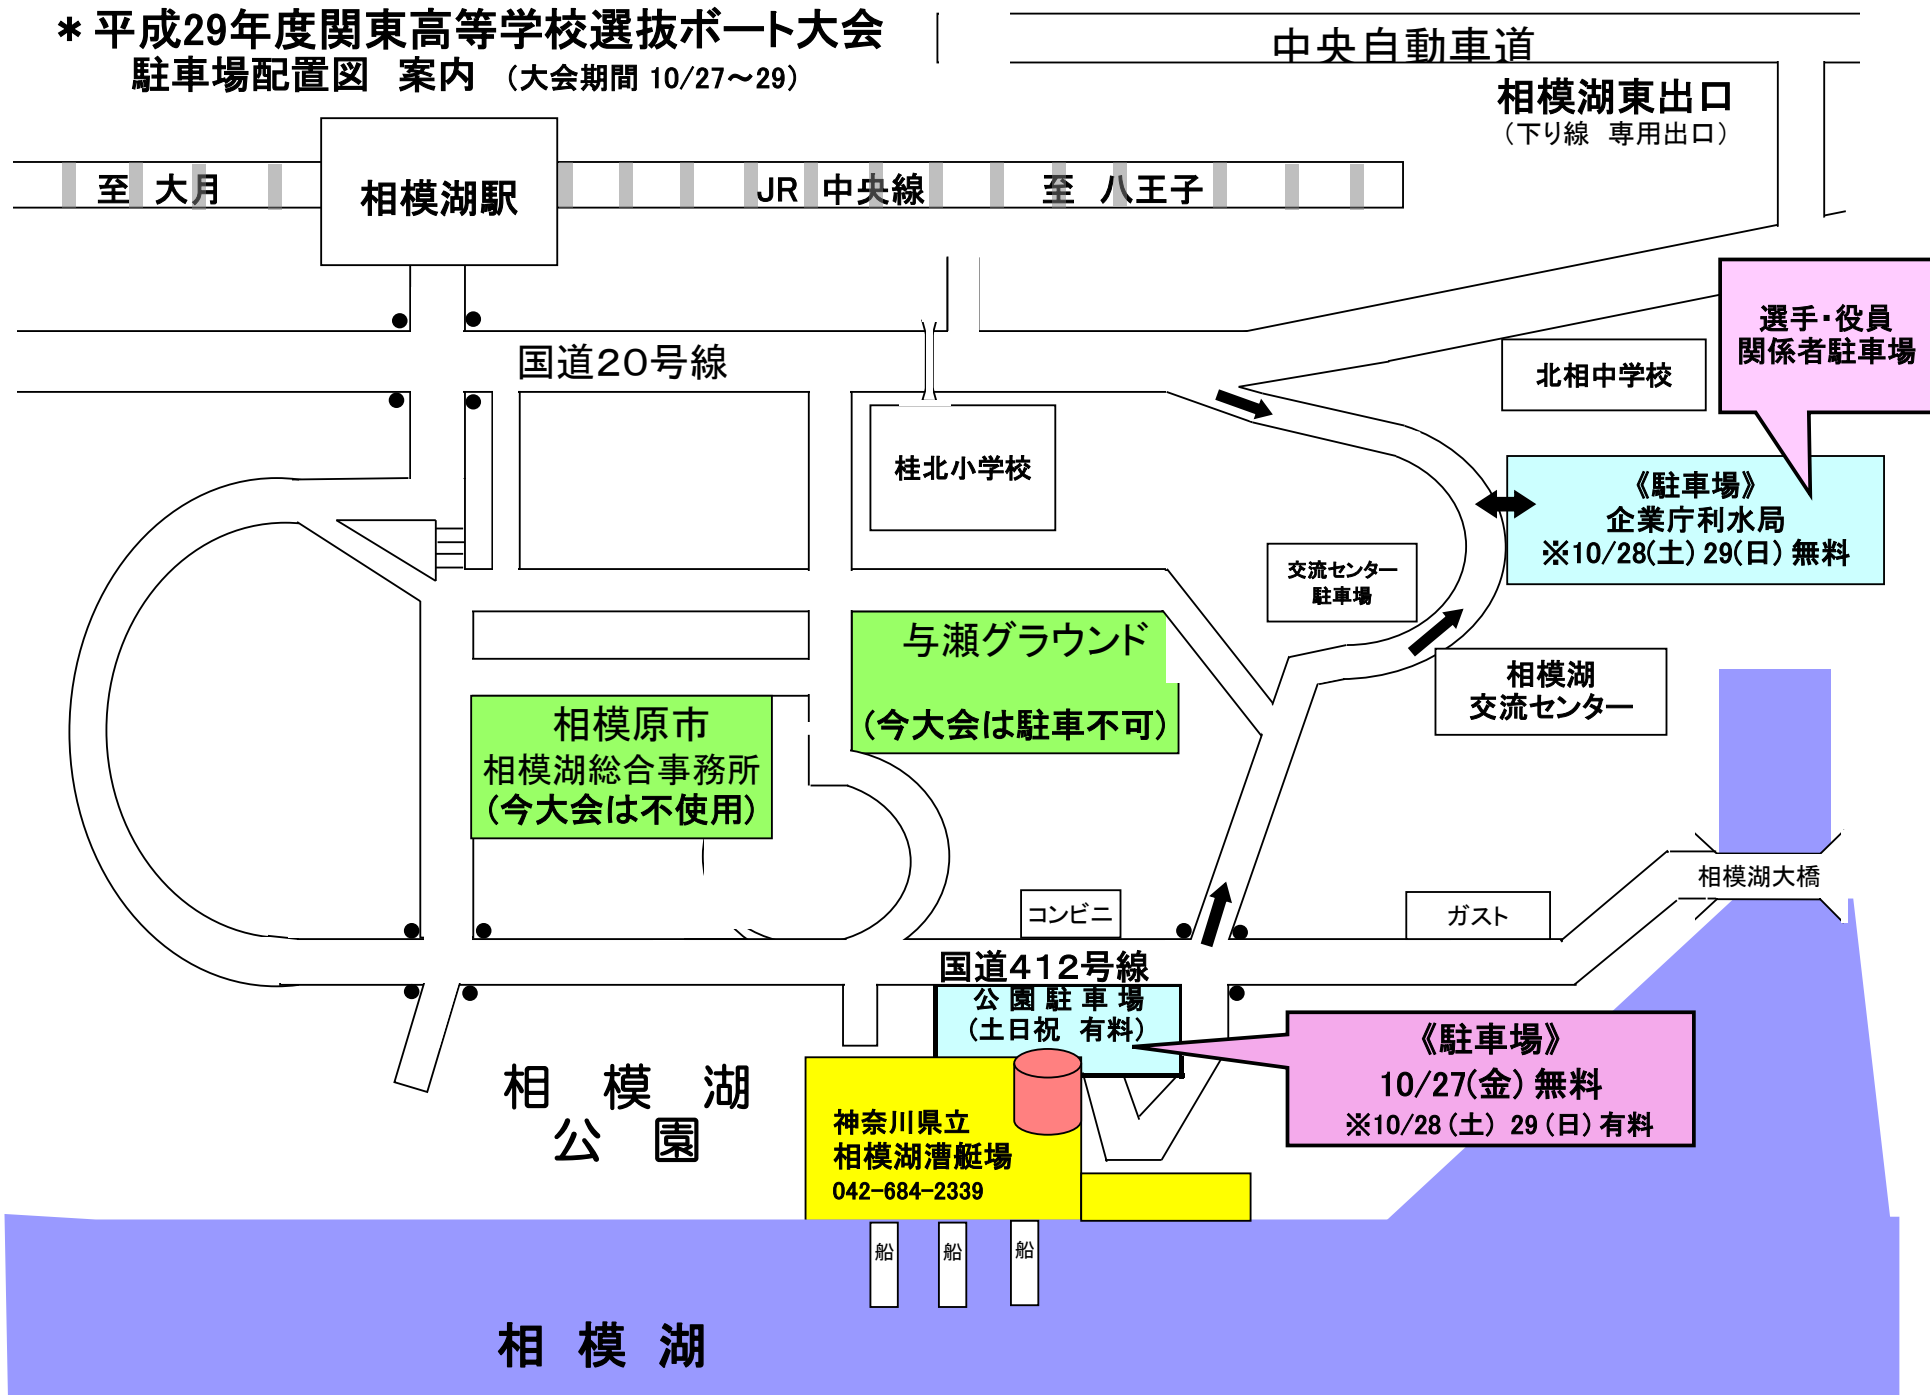 ＊平成29年度関東高等学校選抜ボート大会
駐車場配置図　案内　（大会期間 10/27～29）
中央自動車道
相模湖東出口
（下り線　専用出口）
至　大月
相模湖駅
JR 中央線
至　八王子
国道20号線
選手・役員
関係者駐車場
北相中学校
桂北小学校
《駐車場》
企業庁利水局
※10/28(土) 29(日) 無料
交流センター
駐車場
与瀬グラウンド
(今大会は駐車不可)
相模湖
交流センター
相模原市
相模湖総合事務所
(今大会は不使用)
相模湖大橋
コンビニ
ガスト
国道412号線
公園駐車場
(土日祝　有料)
《駐車場》
10/27(金) 無料
※10/28 (土) 29 (日) 有料
相　模　湖
公　園
神奈川県立
相模湖漕艇場
042-684-2339
船
船
船
相　模　湖